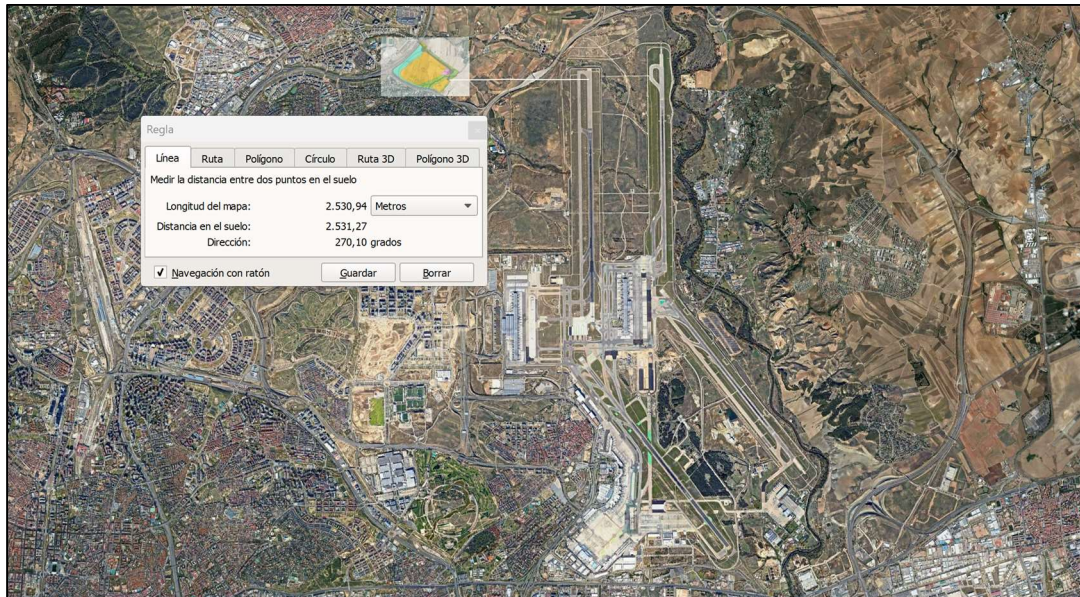 Regla
Línea Ruta Polígono Círculo Ruta 3D Polígono 3D
Medir la distancia entre dos puntos en el suelo
Longitud del mapa: 2.530,94 Metros
Distancia en el suelo: 2.531,27
Dirección: 270,10 grados
Navegación con ratón Guardar Borrar